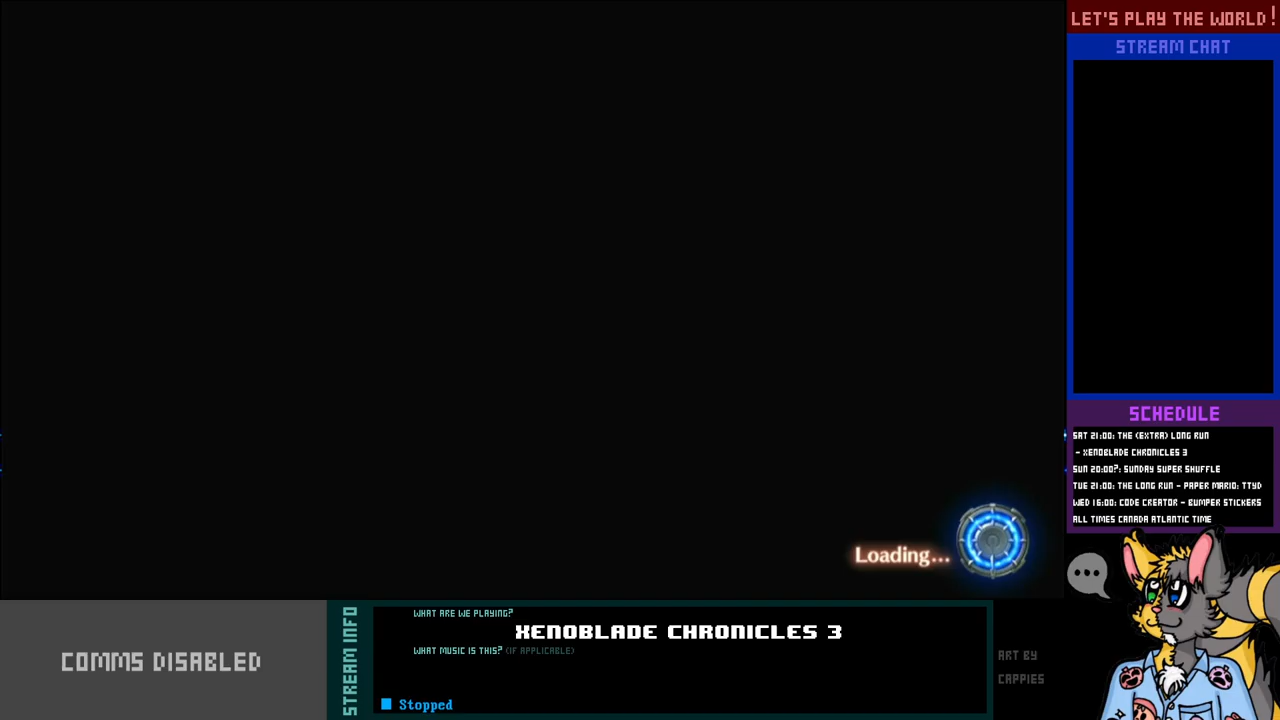 LET'S PLAY THE WORLD!
STREAM CHAT
SCHEDULE
SAT 21:00: THE (EXTRA) LONG RUN
- XENOBLADE CHRONICLES 3
SUN 20:00?: SUNDAY SUPER SHUFFLE
TUE 21:00: THE LONG RUN - PAPER MARIO: TTYD
WED 16:00: CODE CREATOR - BUMPER STICKERS
ALL TIMES CANADA ATLANTIC TIME
Loading...
COMMS DISABLED
STREAM INFO
WHAT ARE WE PLAYING?
XENOBLADE CHRONICLES 3
WHAT MUSIC IS THIS? (IF APPLICABLE)
Stopped
ART BY
CAPPIES